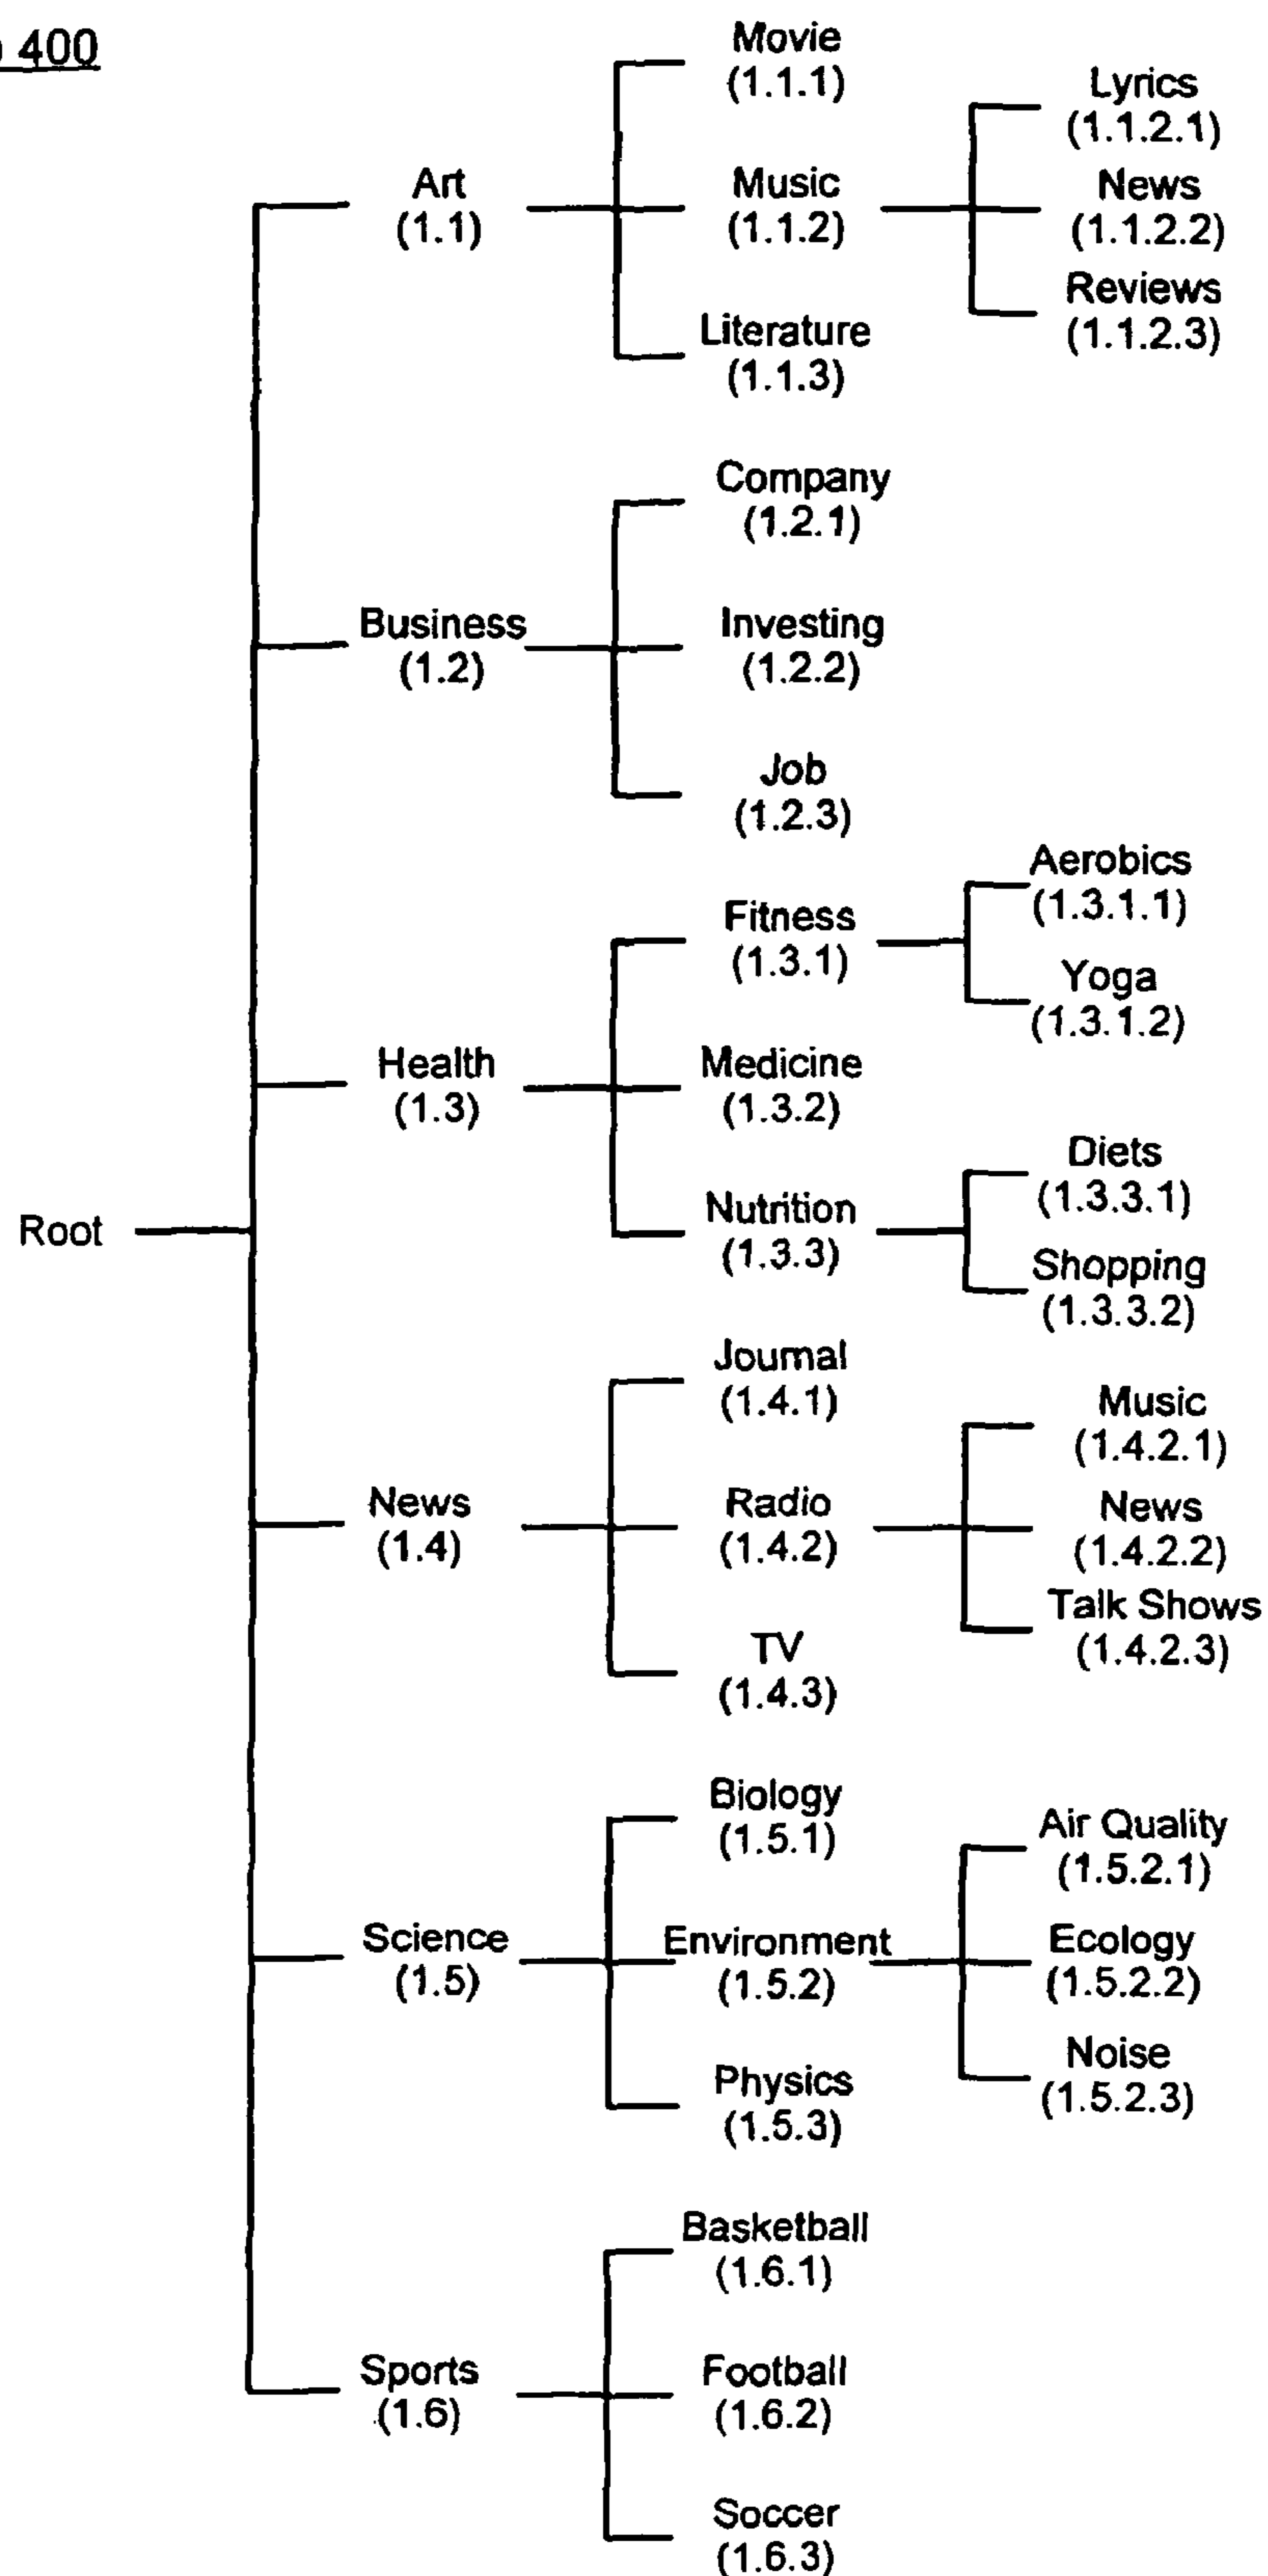 400
Movie
(1.1.1)
Lyrics
(1.1.2.1)
Art
(1.1)
Music
(1.1.2)
News
(1.1.2.2)
Reviews
(1.1.2.3)
Literature
(1.1.3)
Company
(1.2.1)
Business
(1.2)
Investing
(1.2.2)
Job
(1.2.3)
Aerobics
(1.3.1.1)
Fitness
(1.3.1)
Yoga
(1.3.1.2)
Health
(1.3)
Medicine
(1.3.2)
Diets
(1.3.3.1)
Root
Nutrition
(1.3.3)
Shopping
(1.3.3.2)
Journal
(1.4.1)
Music
(1.4.2.1)
News
(1.4)
Radio
(1.4.2)
News
(1.4.2.2)
Talk Shows
(1.4.2.3)
TV
(1.4.3)
Biology
(1.5.1)
Air Quality
(1.5.2.1)
Science
(1.5)
Environment
(1.5.2)
Ecology
(1.5.2.2)
Noise
(1.5.2.3)
Physics
(1.5.3)
Basketball
(1.6.1)
Sports
(1.6)
Football
(1.6.2)
Soccer
(1.6.3)